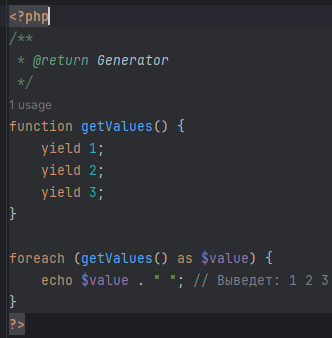 <?php
/**
 * @return Generator
 */
1 usage
function getValues() {
    yield 1;
    yield 2;
    yield 3;
}

foreach (getValues() as $value) {
    echo $value . " "; // Выведет: 1 2 3
}
?>